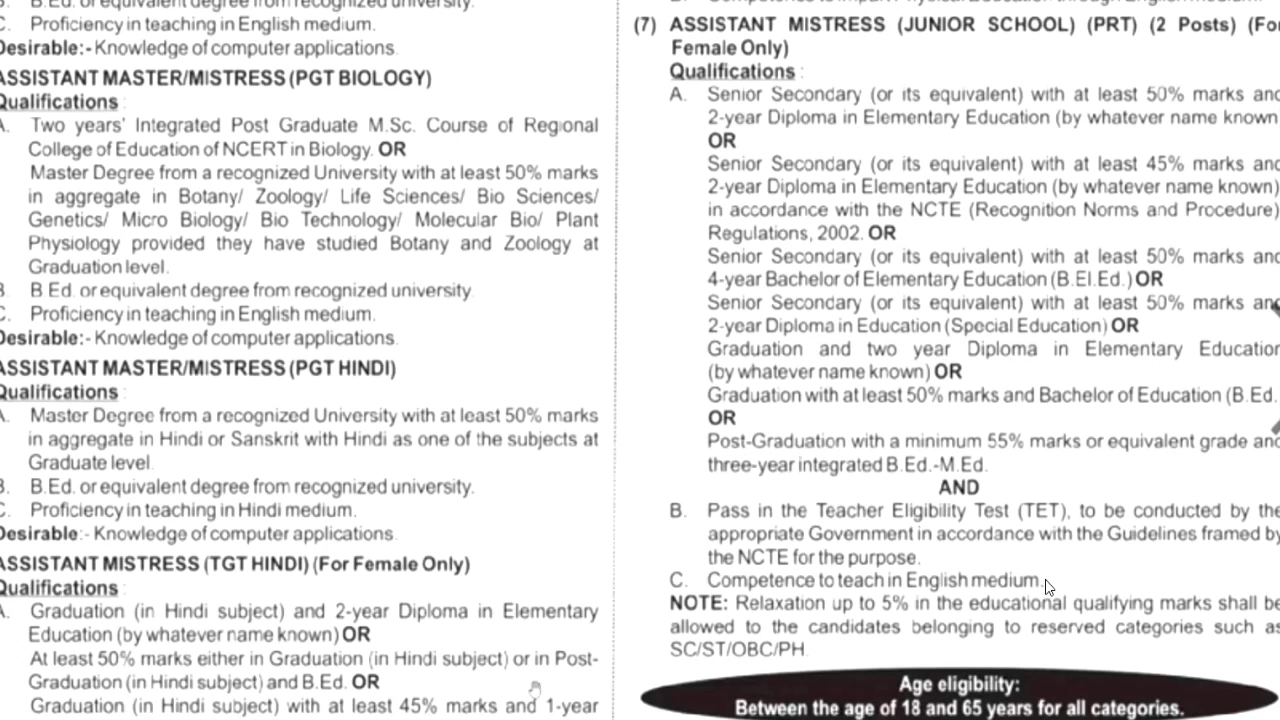 B.Ed. or equivalent degree from recognized university.
C. Proficiency in teaching in English medium.
Desirable:- Knowledge of computer applications.
ASSISTANT MASTER/MISTRESS (PGT BIOLOGY)
Qualifications :
A. Two years' Integrated Post Graduate M.Sc. Course of Regional
College of Education of NCERT in Biology. OR
Master Degree from a recognized University with at least 50% marks
in aggregate in Botany/ Zoology/ Life Sciences/ Bio Sciences/
Genetics/ Micro Biology/ Bio Technology/ Molecular Bio/ Plant
Physiology provided they have studied Botany and Zoology at
Graduation level.
B. B.Ed. or equivalent degree from recognized university.
C. Proficiency in teaching in English medium.
Desirable:- Knowledge of computer applications.
ASSISTANT MASTER/MISTRESS (PGT HINDI)
Qualifications :
A. Master Degree from a recognized University with at least 50% marks
in aggregate in Hindi or Sanskrit with Hindi as one of the subjects at
Graduate level.
B. B.Ed. or equivalent degree from recognized university.
C. Proficiency in teaching in Hindi medium.
Desirable:- Knowledge of computer applications.
ASSISTANT MISTRESS (TGT HINDI) (For Female Only)
Qualifications :
A. Graduation (in Hindi subject) and 2-year Diploma in Elementary
Education (by whatever name known) OR
At least 50% marks either in Graduation (in Hindi subject) or in Post-
Graduation (in Hindi subject) and B.Ed. OR
Graduation (in Hindi subject) with at least 45% marks and 1-year
(7) ASSISTANT MISTRESS (JUNIOR SCHOOL) (PRT) (2 Posts) (For
Female Only)
Qualifications :
A. Senior Secondary (or its equivalent) with at least 50% marks and
2-year Diploma in Elementary Education (by whatever name known
OR
Senior Secondary (or its equivalent) with at least 45% marks and
2-year Diploma in Elementary Education (by whatever name known)
in accordance with the NCTE (Recognition Norms and Procedure)
Regulations, 2002. OR
Senior Secondary (or its equivalent) with at least 50% marks and
4-year Bachelor of Elementary Education (B.El.Ed.) OR
Senior Secondary (or its equivalent) with at least 50% marks and
2-year Diploma in Education (Special Education) OR
Graduation and two year Diploma in Elementary Education
(by whatever name known) OR
Graduation with at least 50% marks and Bachelor of Education (B.Ed.
OR
Post-Graduation with a minimum 55% marks or equivalent grade and
three-year integrated B.Ed.-M.Ed.
AND
B. Pass in the Teacher Eligibility Test (TET), to be conducted by the
appropriate Government in accordance with the Guidelines framed by
the NCTE for the purpose.
C. Competence to teach in English medium.
NOTE: Relaxation up to 5% in the educational qualifying marks shall be
allowed to the candidates belonging to reserved categories such as
SC/ST/OBC/PH.
Age eligibility:
Between the age of 18 and 65 years for all categories.